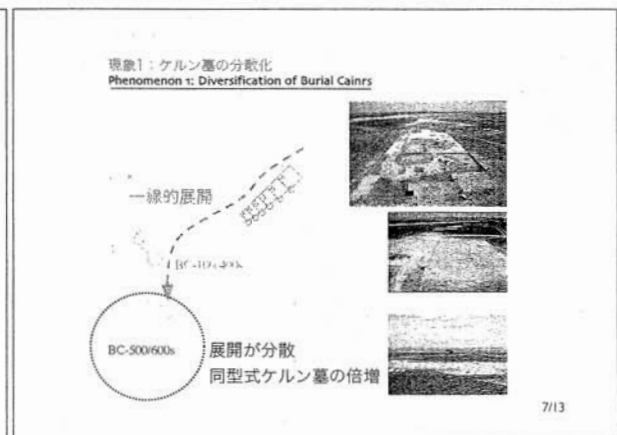 現象1：ケルン墓の分散化
Phenomenon 1: Diversification of Burial Cainrs
一線的展開
BC-500/600s
展開が分散
同型式ケルン墓の倍増
7/13